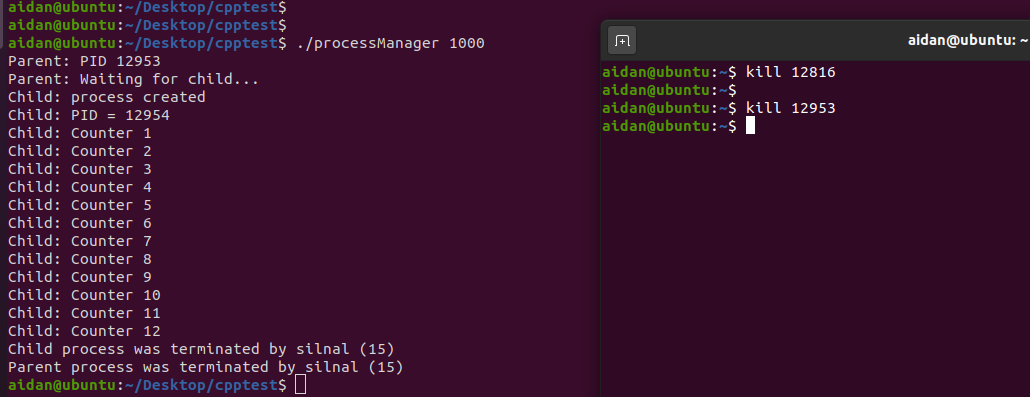 aidan@ubuntu:~/Desktop/cpptest$
aidan@ubuntu:~/Desktop/cpptest$
aidan@ubuntu:~/Desktop/cpptest$ ./processManager 1000
Parent: PID 12953
Parent: Waiting for child...
Child: process created
Child: PID = 12954
Child: Counter 1
Child: Counter 2
Child: Counter 3
Child: Counter 4
Child: Counter 5
Child: Counter 6
Child: Counter 7
Child: Counter 8
Child: Counter 9
Child: Counter 10
Child: Counter 11
Child: Counter 12
Child process was terminated by silnal (15)
Parent process was terminated by silnal (15)
aidan@ubuntu:~/Desktop/cpptest$
aidan@ubuntu: ~
aidan@ubuntu:~$ kill 12816
aidan@ubuntu:~$
aidan@ubuntu:~$ kill 12953
aidan@ubuntu:~$